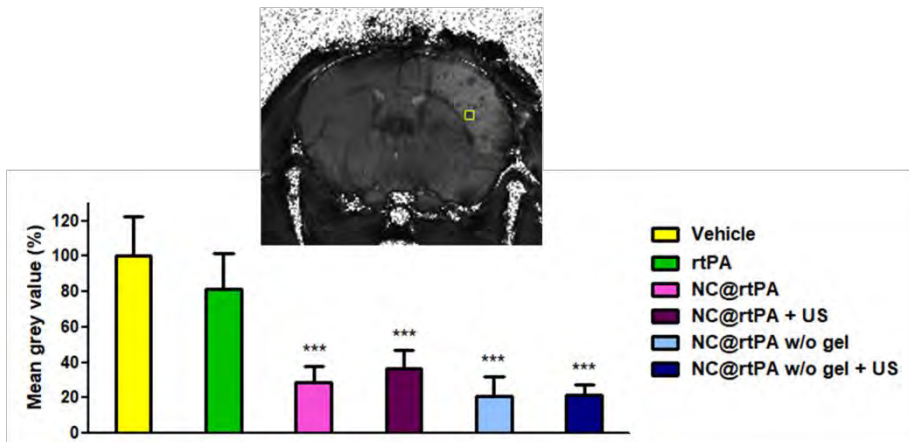 Mean grey value (%)
120
100
80
60
40
20
0
***
***
***
***
Vehicle
rtPA
NC@rtPA
NC@rtPA + US
NC@rtPA w/o gel
NC@rtPA w/o gel + US